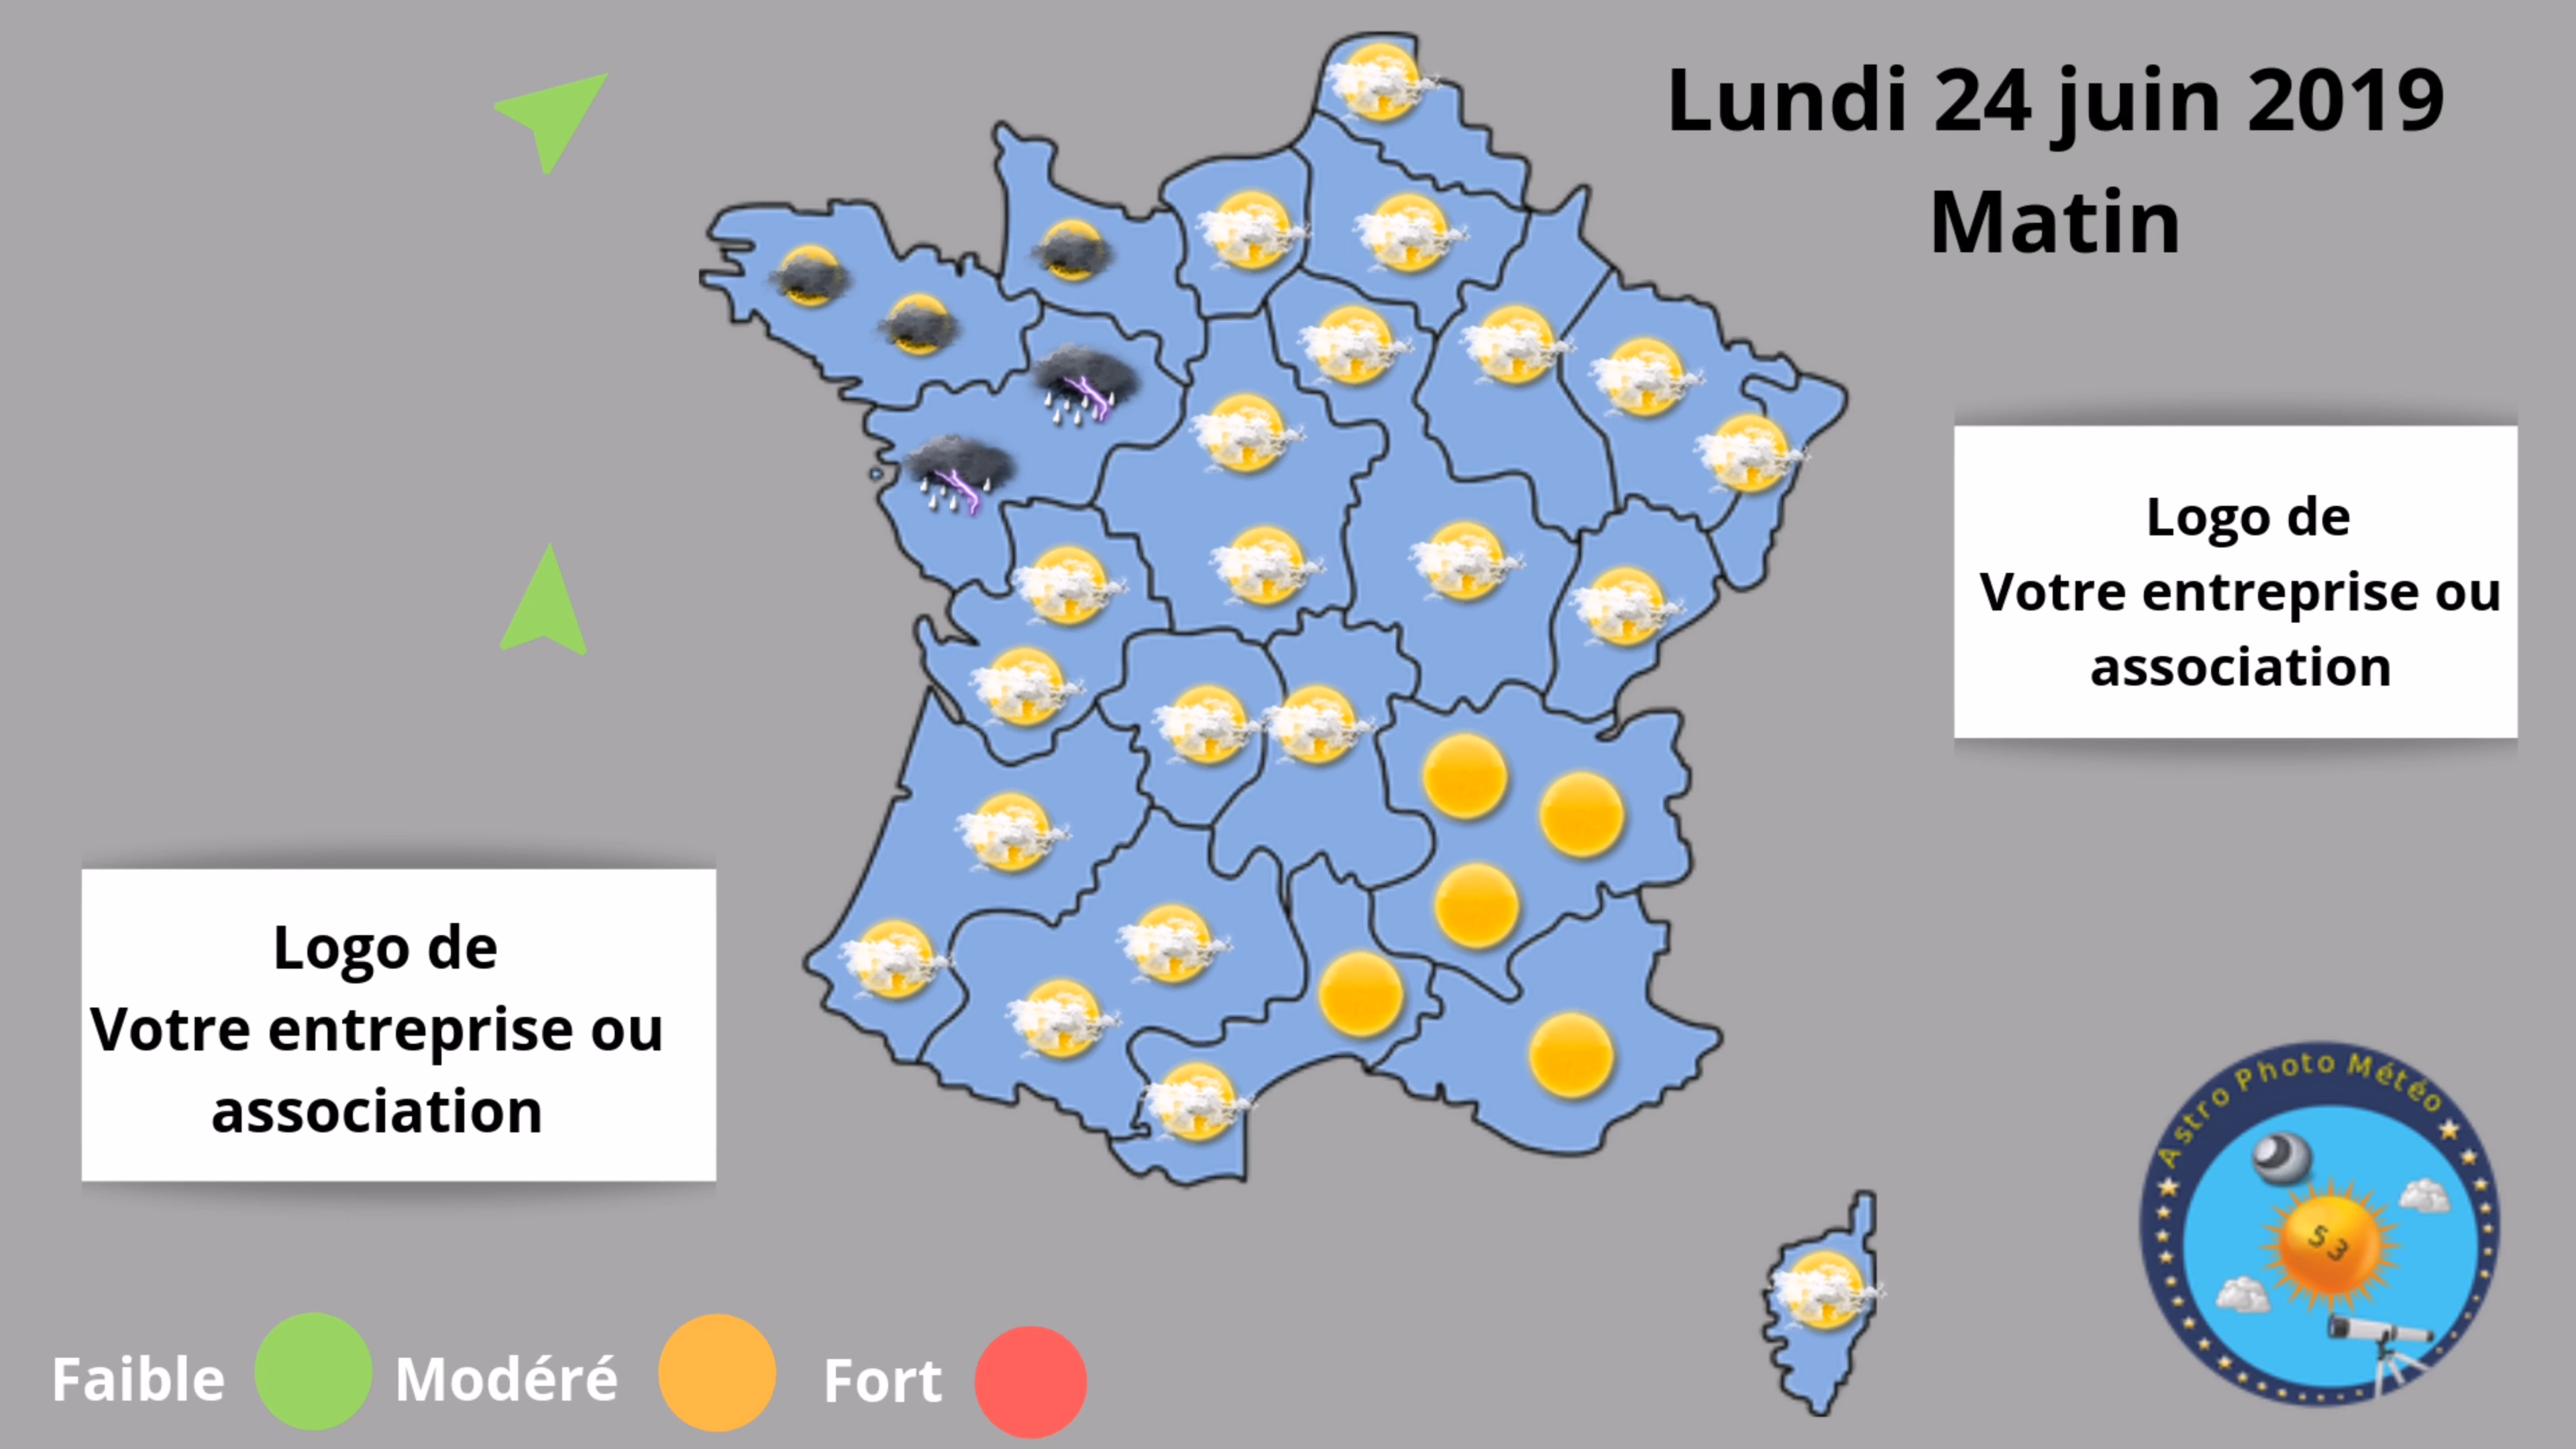 Lundi 24 juin 2019
Matin
Logo de
Votre entreprise ou
association
Logo de
Votre entreprise ou
association
Astro Photo Météo
53
Faible
Modéré
Fort